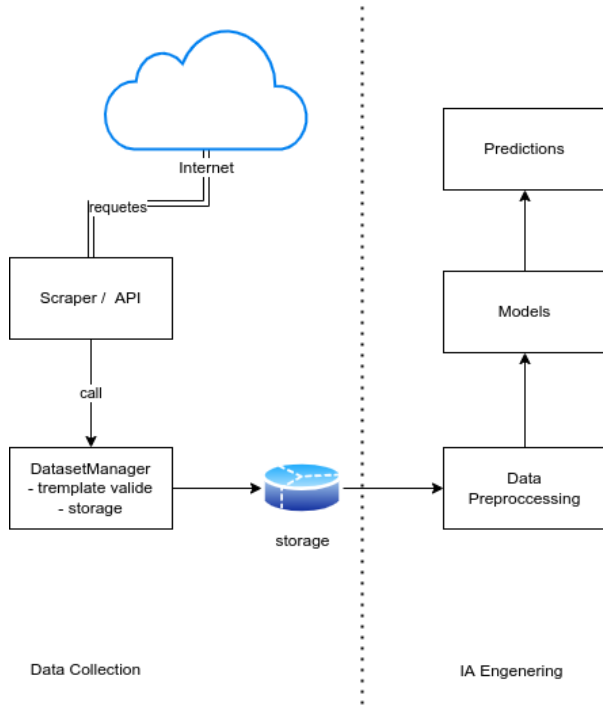 Internet
requetes
Scraper / API
call
DatasetManager
- tremplate valide
- storage
storage
Data Collection
Predictions
Models
Data
Preproccessing
IA Engenering